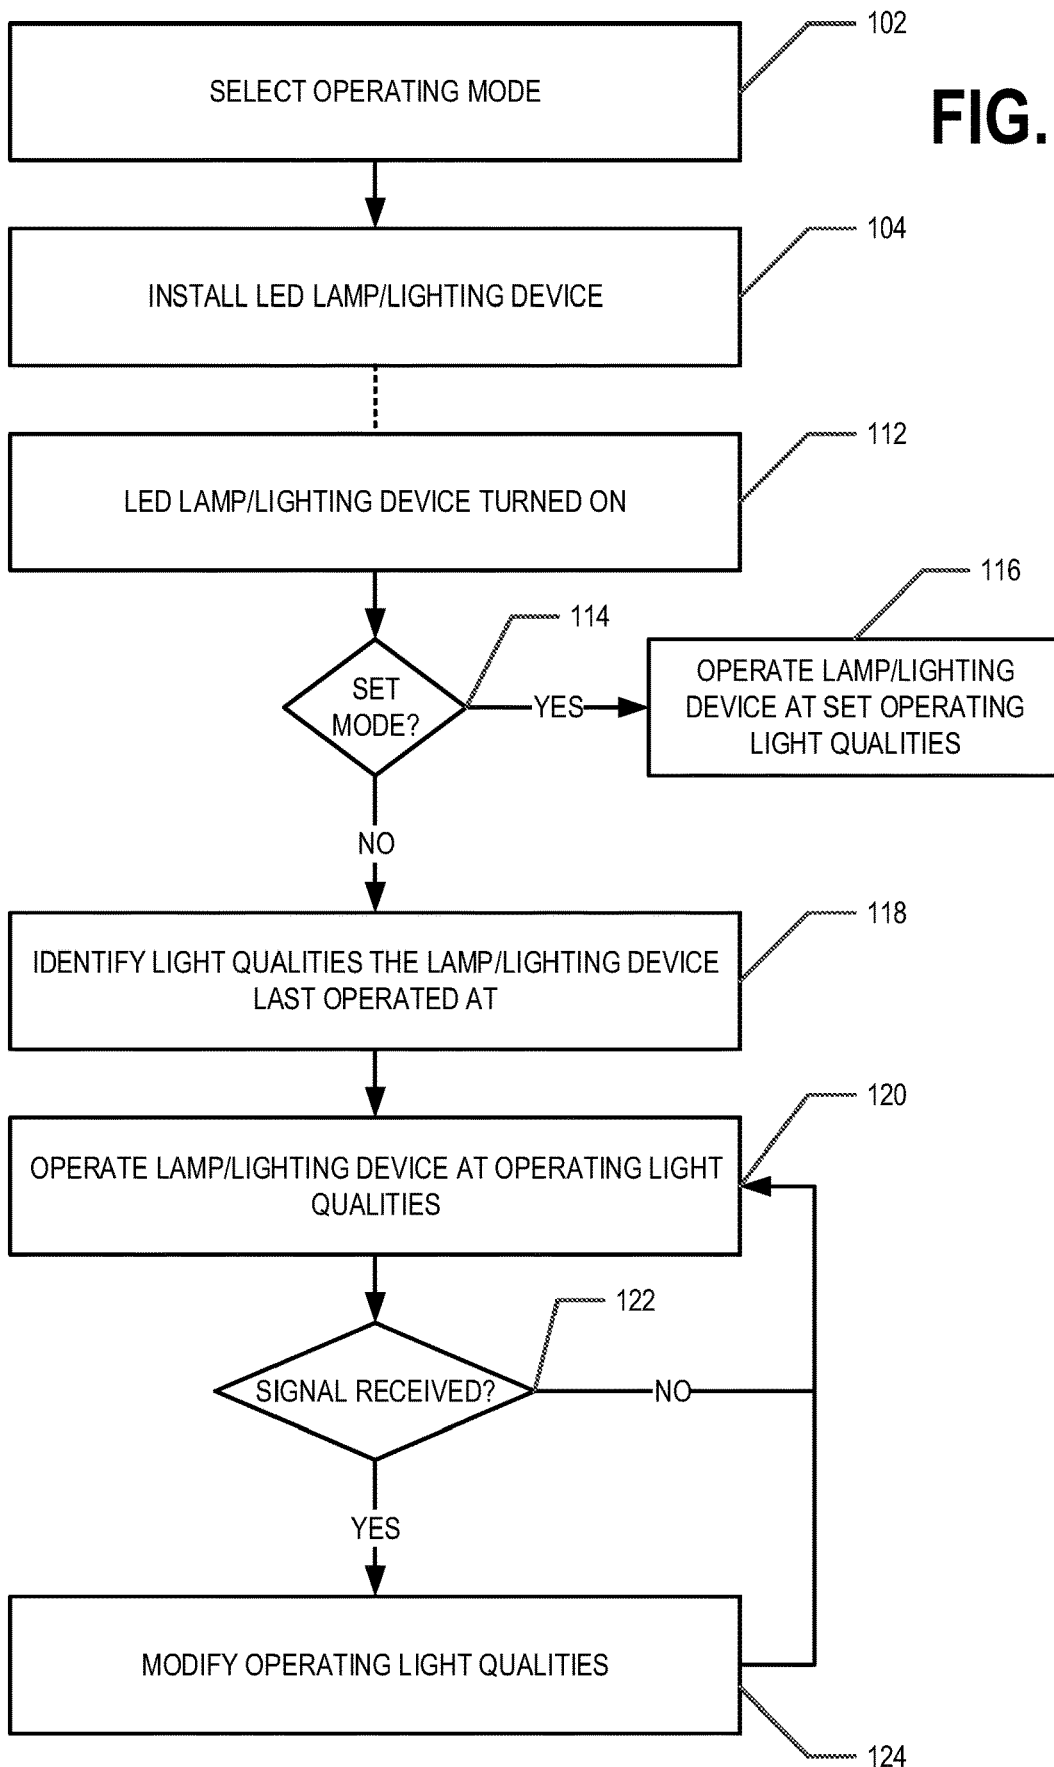 102
SELECT OPERATING MODE
FIG.
104
INSTALL LED LAMP/LIGHTING DEVICE
112
LED LAMP/LIGHTING DEVICE TURNED ON
116
114
OPERATE LAMP/LIGHTING
DEVICE AT SET OPERATING
LIGHT QUALITIES
SET
MODE?
YES
NO
118
IDENTIFY LIGHT QUALITIES THE LAMP/LIGHTING DEVICE
LAST OPERATED AT
120
OPERATE LAMP/LIGHTING DEVICE AT OPERATING LIGHT
QUALITIES
122
SIGNAL RECEIVED?
NO
YES
MODIFY OPERATING LIGHT QUALITIES
124